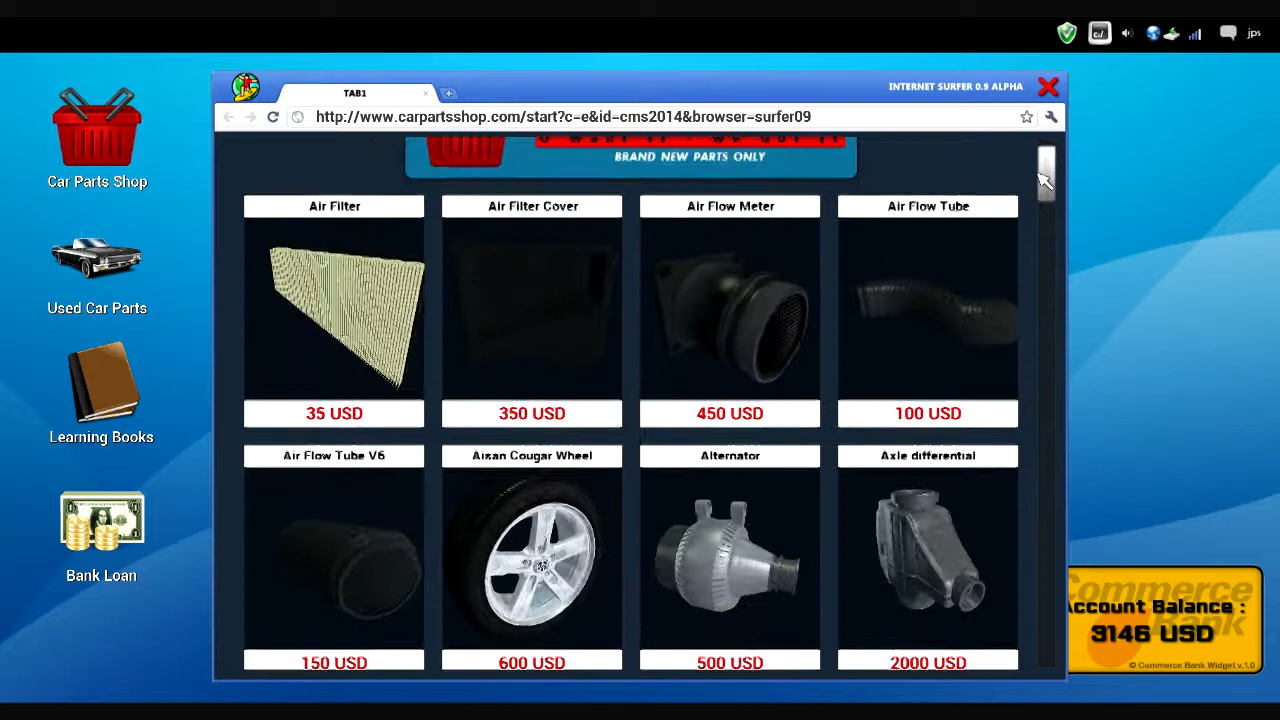 jps
TAB1
INTERNET SURFER 0.9 ALPHA
http://www.carpartsshop.com/start?c-e&id-cms2014&browser-surfer09
BRAND NEW PARTS ONLY
Car Parts Shop
Used Car Parts
Learning Books
Bank Loan
Air Filter
Air Filter Cover
Air Flow Meter
Air Flow Tube
35 USD
350 USD
450 USD
100 USD
Air Flow Tube V6
Aisan Cougar Wheel
Alternator
Axle differential
150 USD
600 USD
500 USD
2000 USD
Commerce
Bank
Account Balance :
3146 USD
© Commerce Bank Widget v.1.0